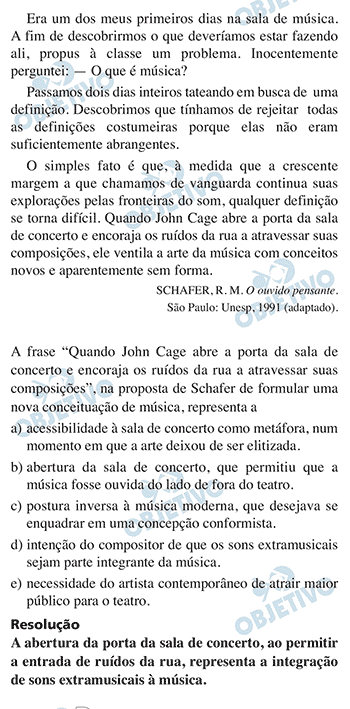 Era um dos meus primeiros dias na sala de música.
A fim de descobrirmos o que deveríamos estar fazendo
ali, propus à classe um problema. Inocentemente
perguntei: — O que é música?
Passamos dois dias inteiros tateando em busca de uma
definição. Descobrimos que tínhamos de rejeitar todas
as definições costumeiras porque elas não eram
suficientemente abrangentes.
O simples fato é que, à medida que a crescente
margem a que chamamos de vanguarda continua suas
explorações pelas fronteiras do som, qualquer definição
se torna difícil. Quando John Cage abre a porta da sala
de concerto e encoraja os ruídos da rua a atravessar suas
composições, ele ventila a arte da música com conceitos
novos e aparentemente sem forma.
SCHAFER, R. M. O ouvido pensante.
São Paulo: Unesp, 1991 (adaptado).
A frase “Quando John Cage abre a porta da sala de
concerto e encoraja os ruídos da rua a atravessar suas
composições”, na proposta de Schafer de formular uma
nova conceituação de música, representa a
a) acessibilidade à sala de concerto como metáfora, num
momento em que a arte deixou de ser elitizada.
b) abertura da sala de concerto, que permitiu que a
música fosse ouvida do lado de fora do teatro.
c) postura inversa à música moderna, que desejava se
enquadrar em uma concepção conformista.
d) intenção do compositor de que os sons extramusicais
sejam parte integrante da música.
e) necessidade do artista contemporâneo de atrair maior
público para o teatro.
Resolução
A abertura da porta da sala de concerto, ao permitir
a entrada de ruídos da rua, representa a integração
de sons extramusicais à música.
OBJETIVO
OBJETIVO
OBJETIVO
OBJETIVO
OBJETIVO
OBJETIVO
OBJETIVO